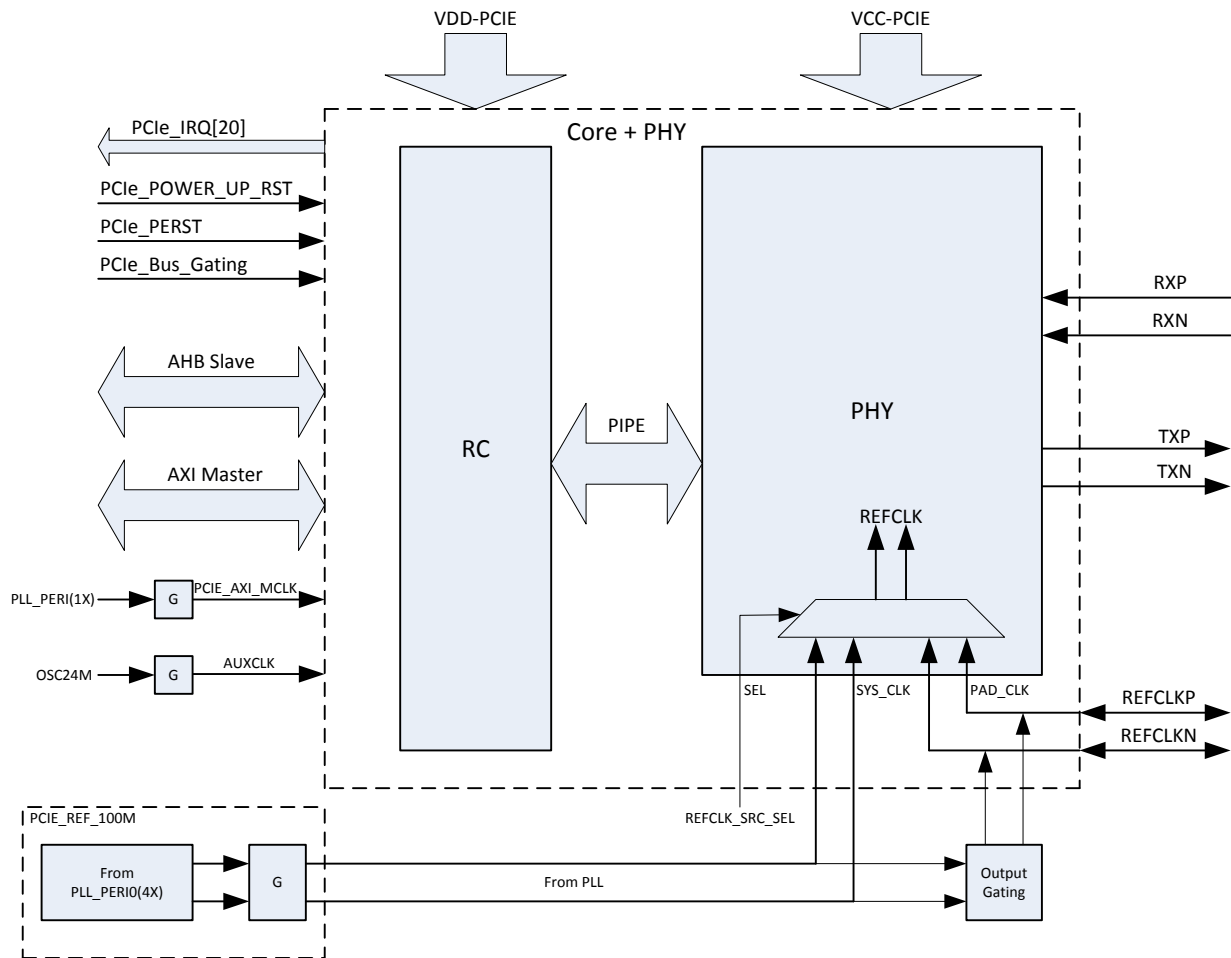 VDD-PCIE
VCC-PCIE
PCIe_IRQ[20]
Core + PHY
PCIe_POWER_UP_RST
PCIe_PERST
PCIe_Bus_Gating
RXP
RXN
AHB Slave
PHY
PIPE
RC
TXP
AXI Master
TXN
REFCLK
PLL_PERI(1X)
G
PCIE_AXI_MCLK
OSC24M
G
AUXCLK
SEL
SYS_CLK
PAD_CLK
REFCLKP
REFCLKN
PCIE_REF_100M
REFCLK_SRC_SEL
From
PLL_PERI0(4X)
G
From PLL
Output
Gating